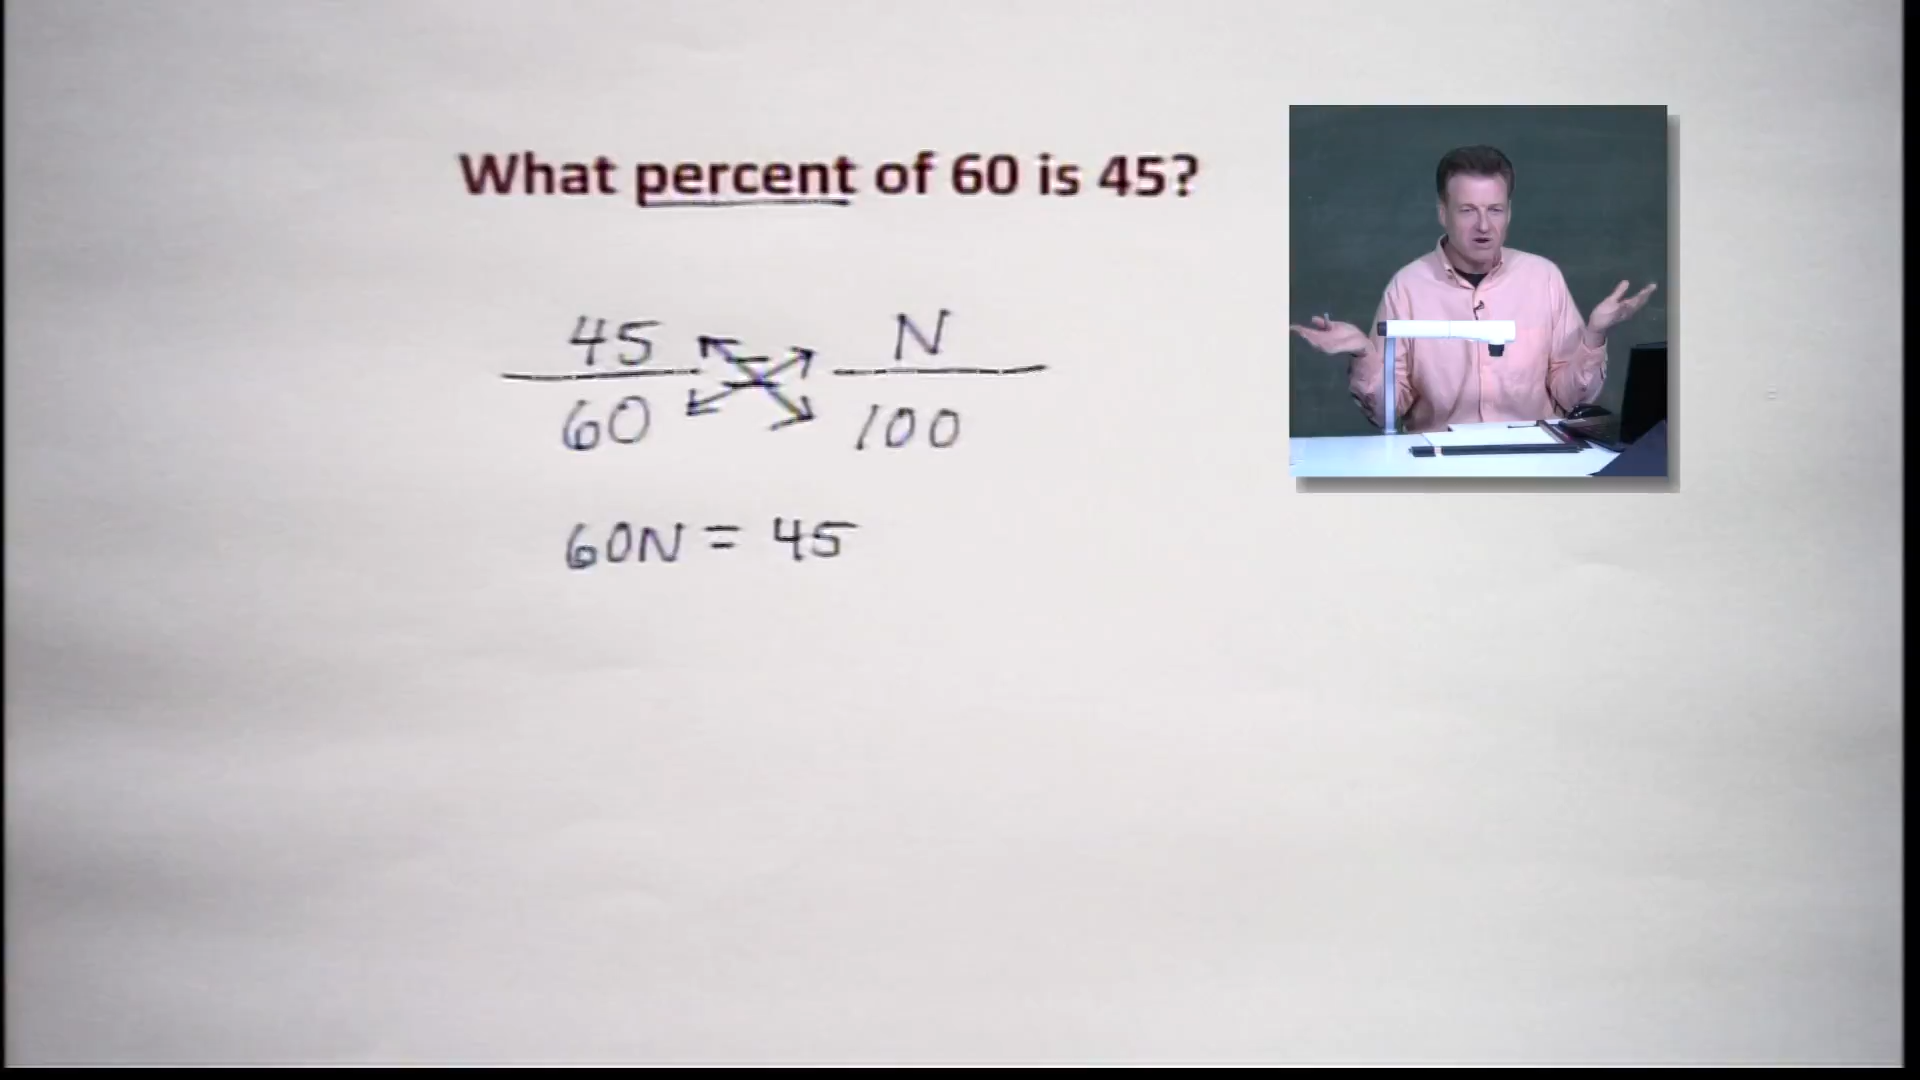 What percent of 60 is 45?
45 = N
60 100
60N = 45